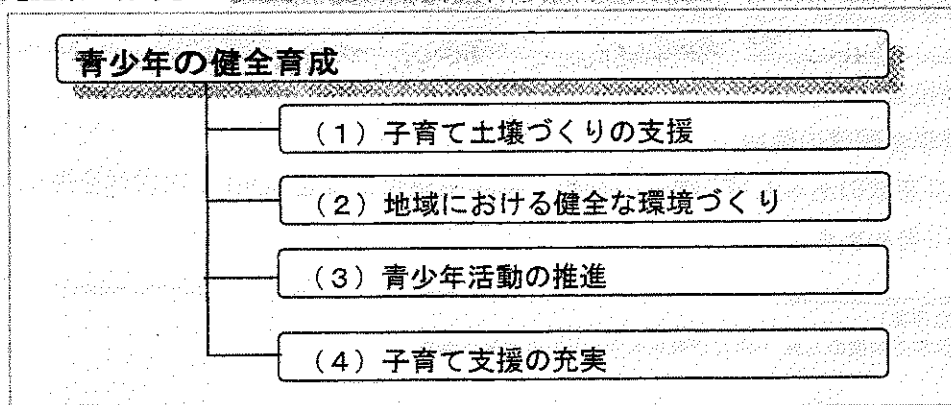 青少年の健全育成
（１）子育て土壌づくりの支援
（２）地域における健全な環境づくり
（３）青少年活動の推進
（４）子育て支援の充実